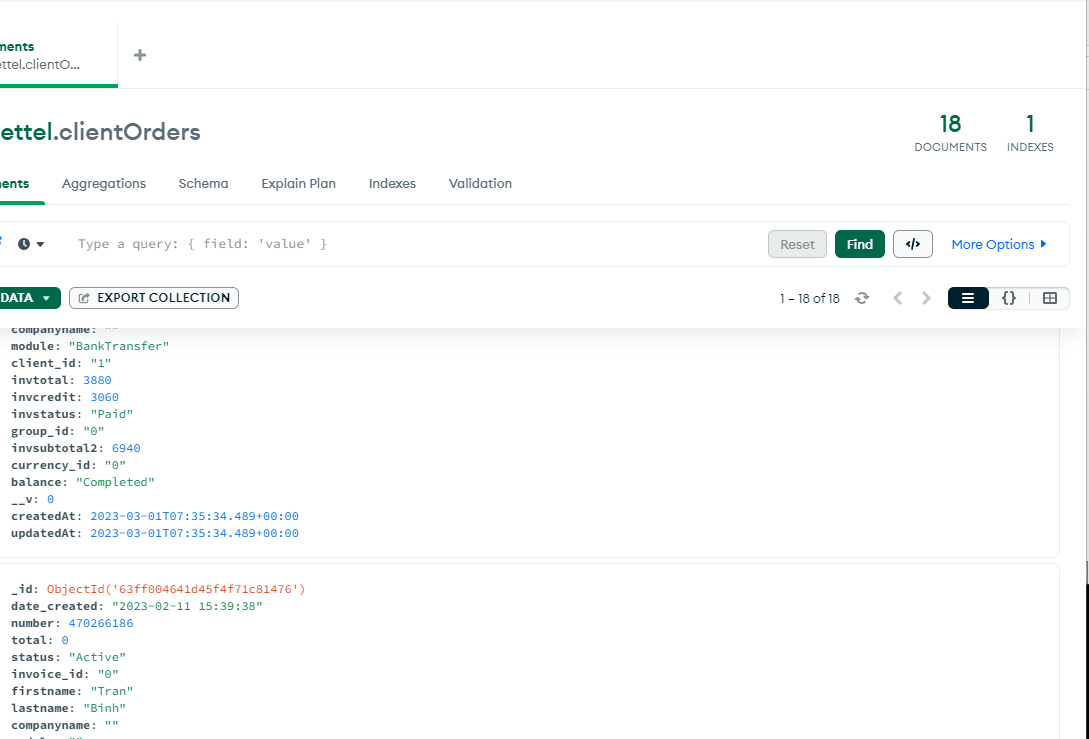 ments
ettel.clientO...
ettel.clientOrders
18
DOCUMENTS
1
INDEXES
ents
Aggregations
Schema
Explain Plan
Indexes
Validation
Type a query: { field: 'value' }
Reset
Find
</>
More Options
DATA
EXPORT COLLECTION
1 – 18 of 18
{}
companyname: ""
module: "BankTransfer"
client_id: "1"
invtotal: 3880
invcredit: 3060
invstatus: "Paid"
group_id: "0"
invsubtotal2: 6940
currency_id: "0"
balance: "Completed"
__v: 0
createdAt: 2023-03-01T07:35:34.489+00:00
updatedAt: 2023-03-01T07:35:34.489+00:00
_id: ObjectId('63ff004641d45f4f71c81476')
date_created: "2023-02-11 15:39:38"
number: 470266186
total: 0
status: "Active"
invoice_id: "0"
firstname: "Tran"
lastname: "Binh"
companyname: ""